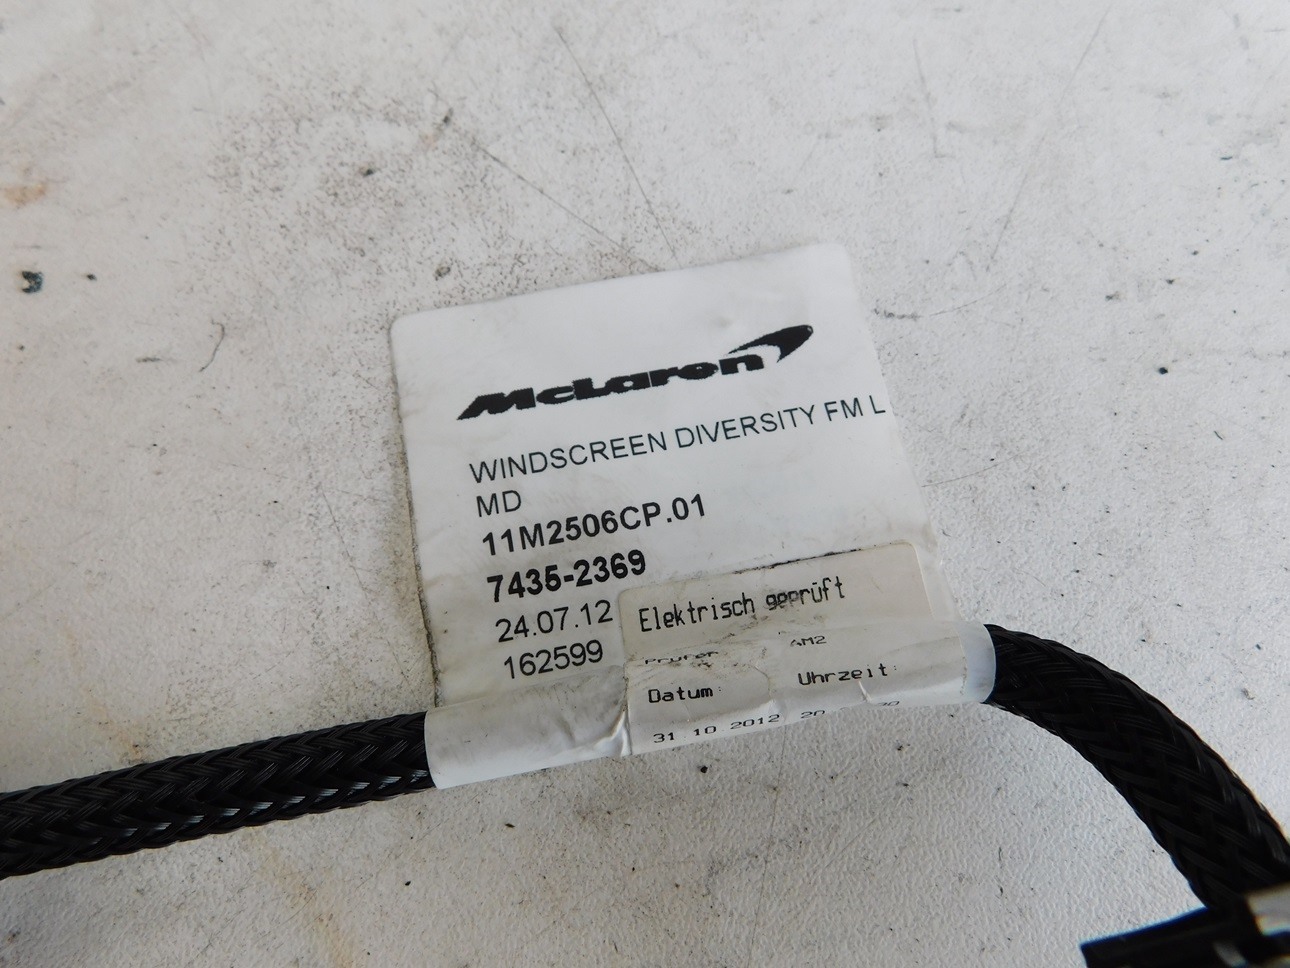 McLaren
WINDSCREEN DIVERSITY FM L
MD
11M2506CP.01
7435-2369
24.07.12
162599
Elektrisch geprüft
Datum:
Uhrzeit:
31 10 2012 20